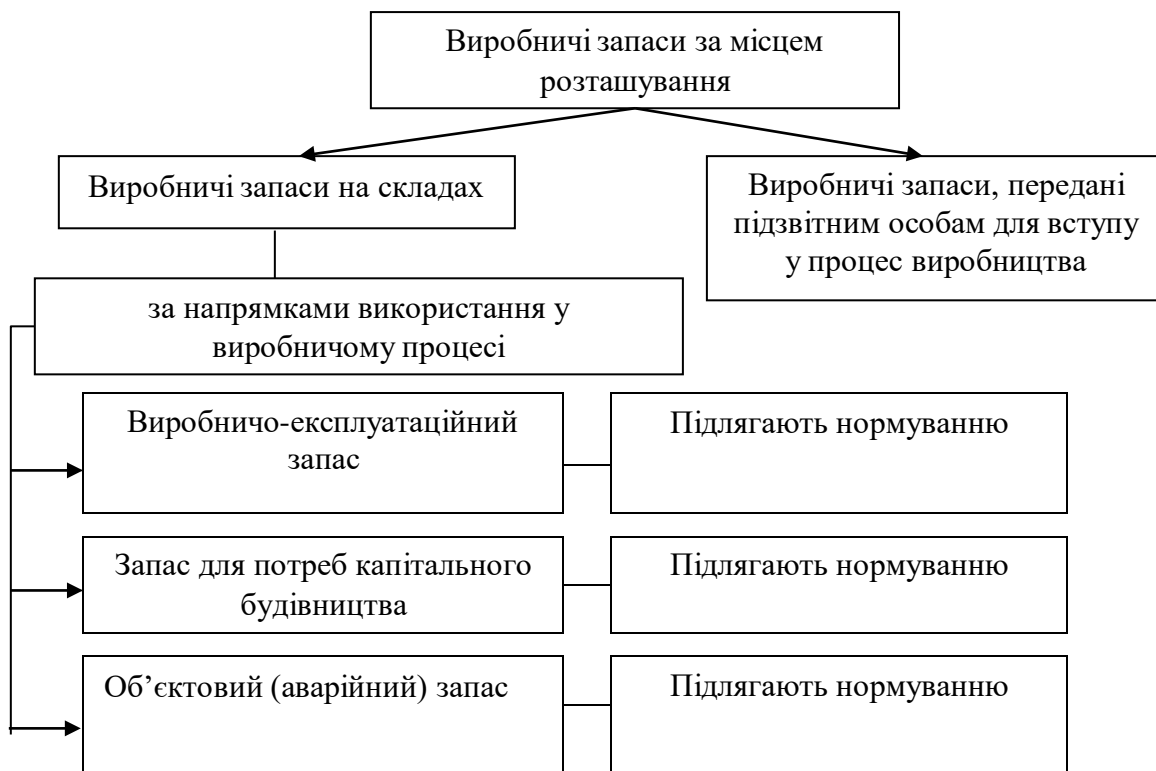 Виробничі запаси за місцем
розташування
Виробничі запаси на складах
Виробничі запаси, передані
підзвітним особам для вступу
у процес виробництва
за напрямками використання у
виробничому процесі
Виробничо-експлуатаційний
запас
Підлягають нормуванню
Запас для потреб капітального
будівництва
Підлягають нормуванню
Об’єктовий (аварійний) запас
Підлягають нормуванню